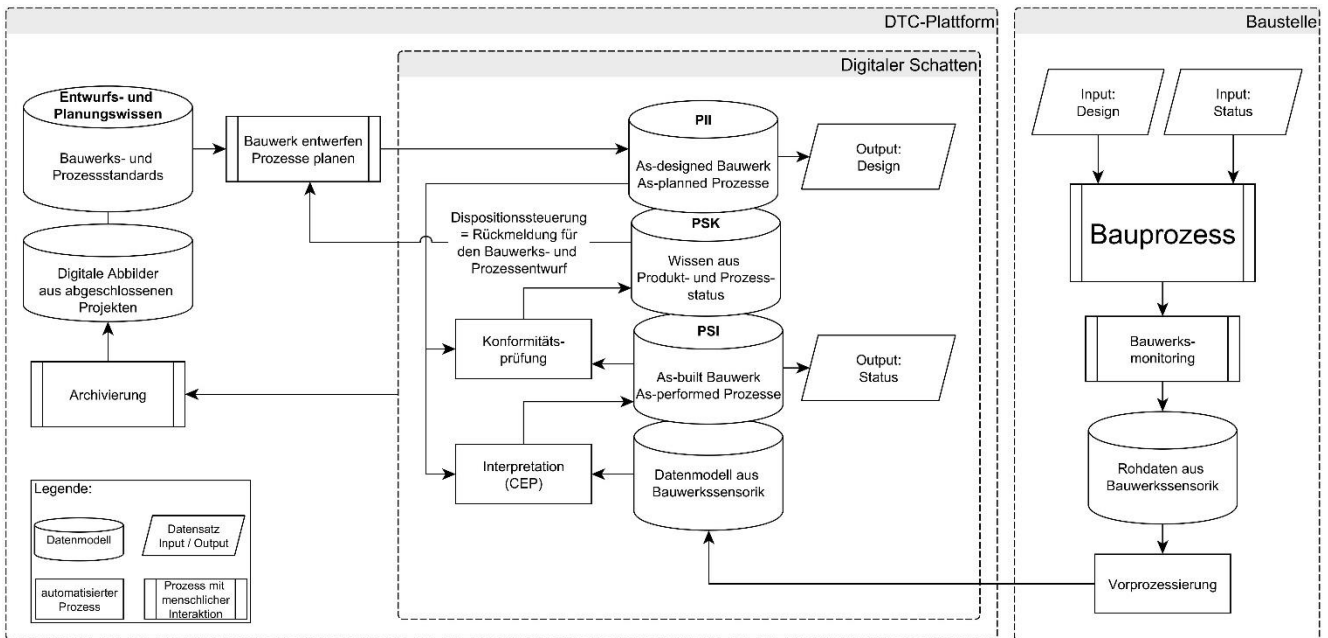 DTC-Plattform
Digitaler Schatten
Entwurfs- und
Planungswissen
Bauwerks- und
Prozessstandards
Digitale Abbilder
aus abgeschlossenen
Projekten
Archivierung
Bauwerk entwerfen
Prozesse planen
PII
As-designed Bauwerk
As-planned Prozesse
Output:
Design
Dispositionssteuerung
= Rückmeldung für
den Bauwerks- und
Prozessentwurf
PSK
Wissen aus
Produkt- und Prozess-
status
Konformitäts-
prüfung
PSI
As-built Bauwerk
As-performed Prozesse
Output:
Status
Interpretation
(CEP)
Datenmodell aus
Bauwerkssensorik
Legende:
Datenmodell
Datensatz
Input / Output
automatisierter
Prozess
Prozess mit
menschlicher
Interaktion
Baustelle
Input:
Design
Input:
Status
Bauprozess
Bauwerks-
monitoring
Rohdaten aus
Bauwerkssensorik
Vorprozessierung